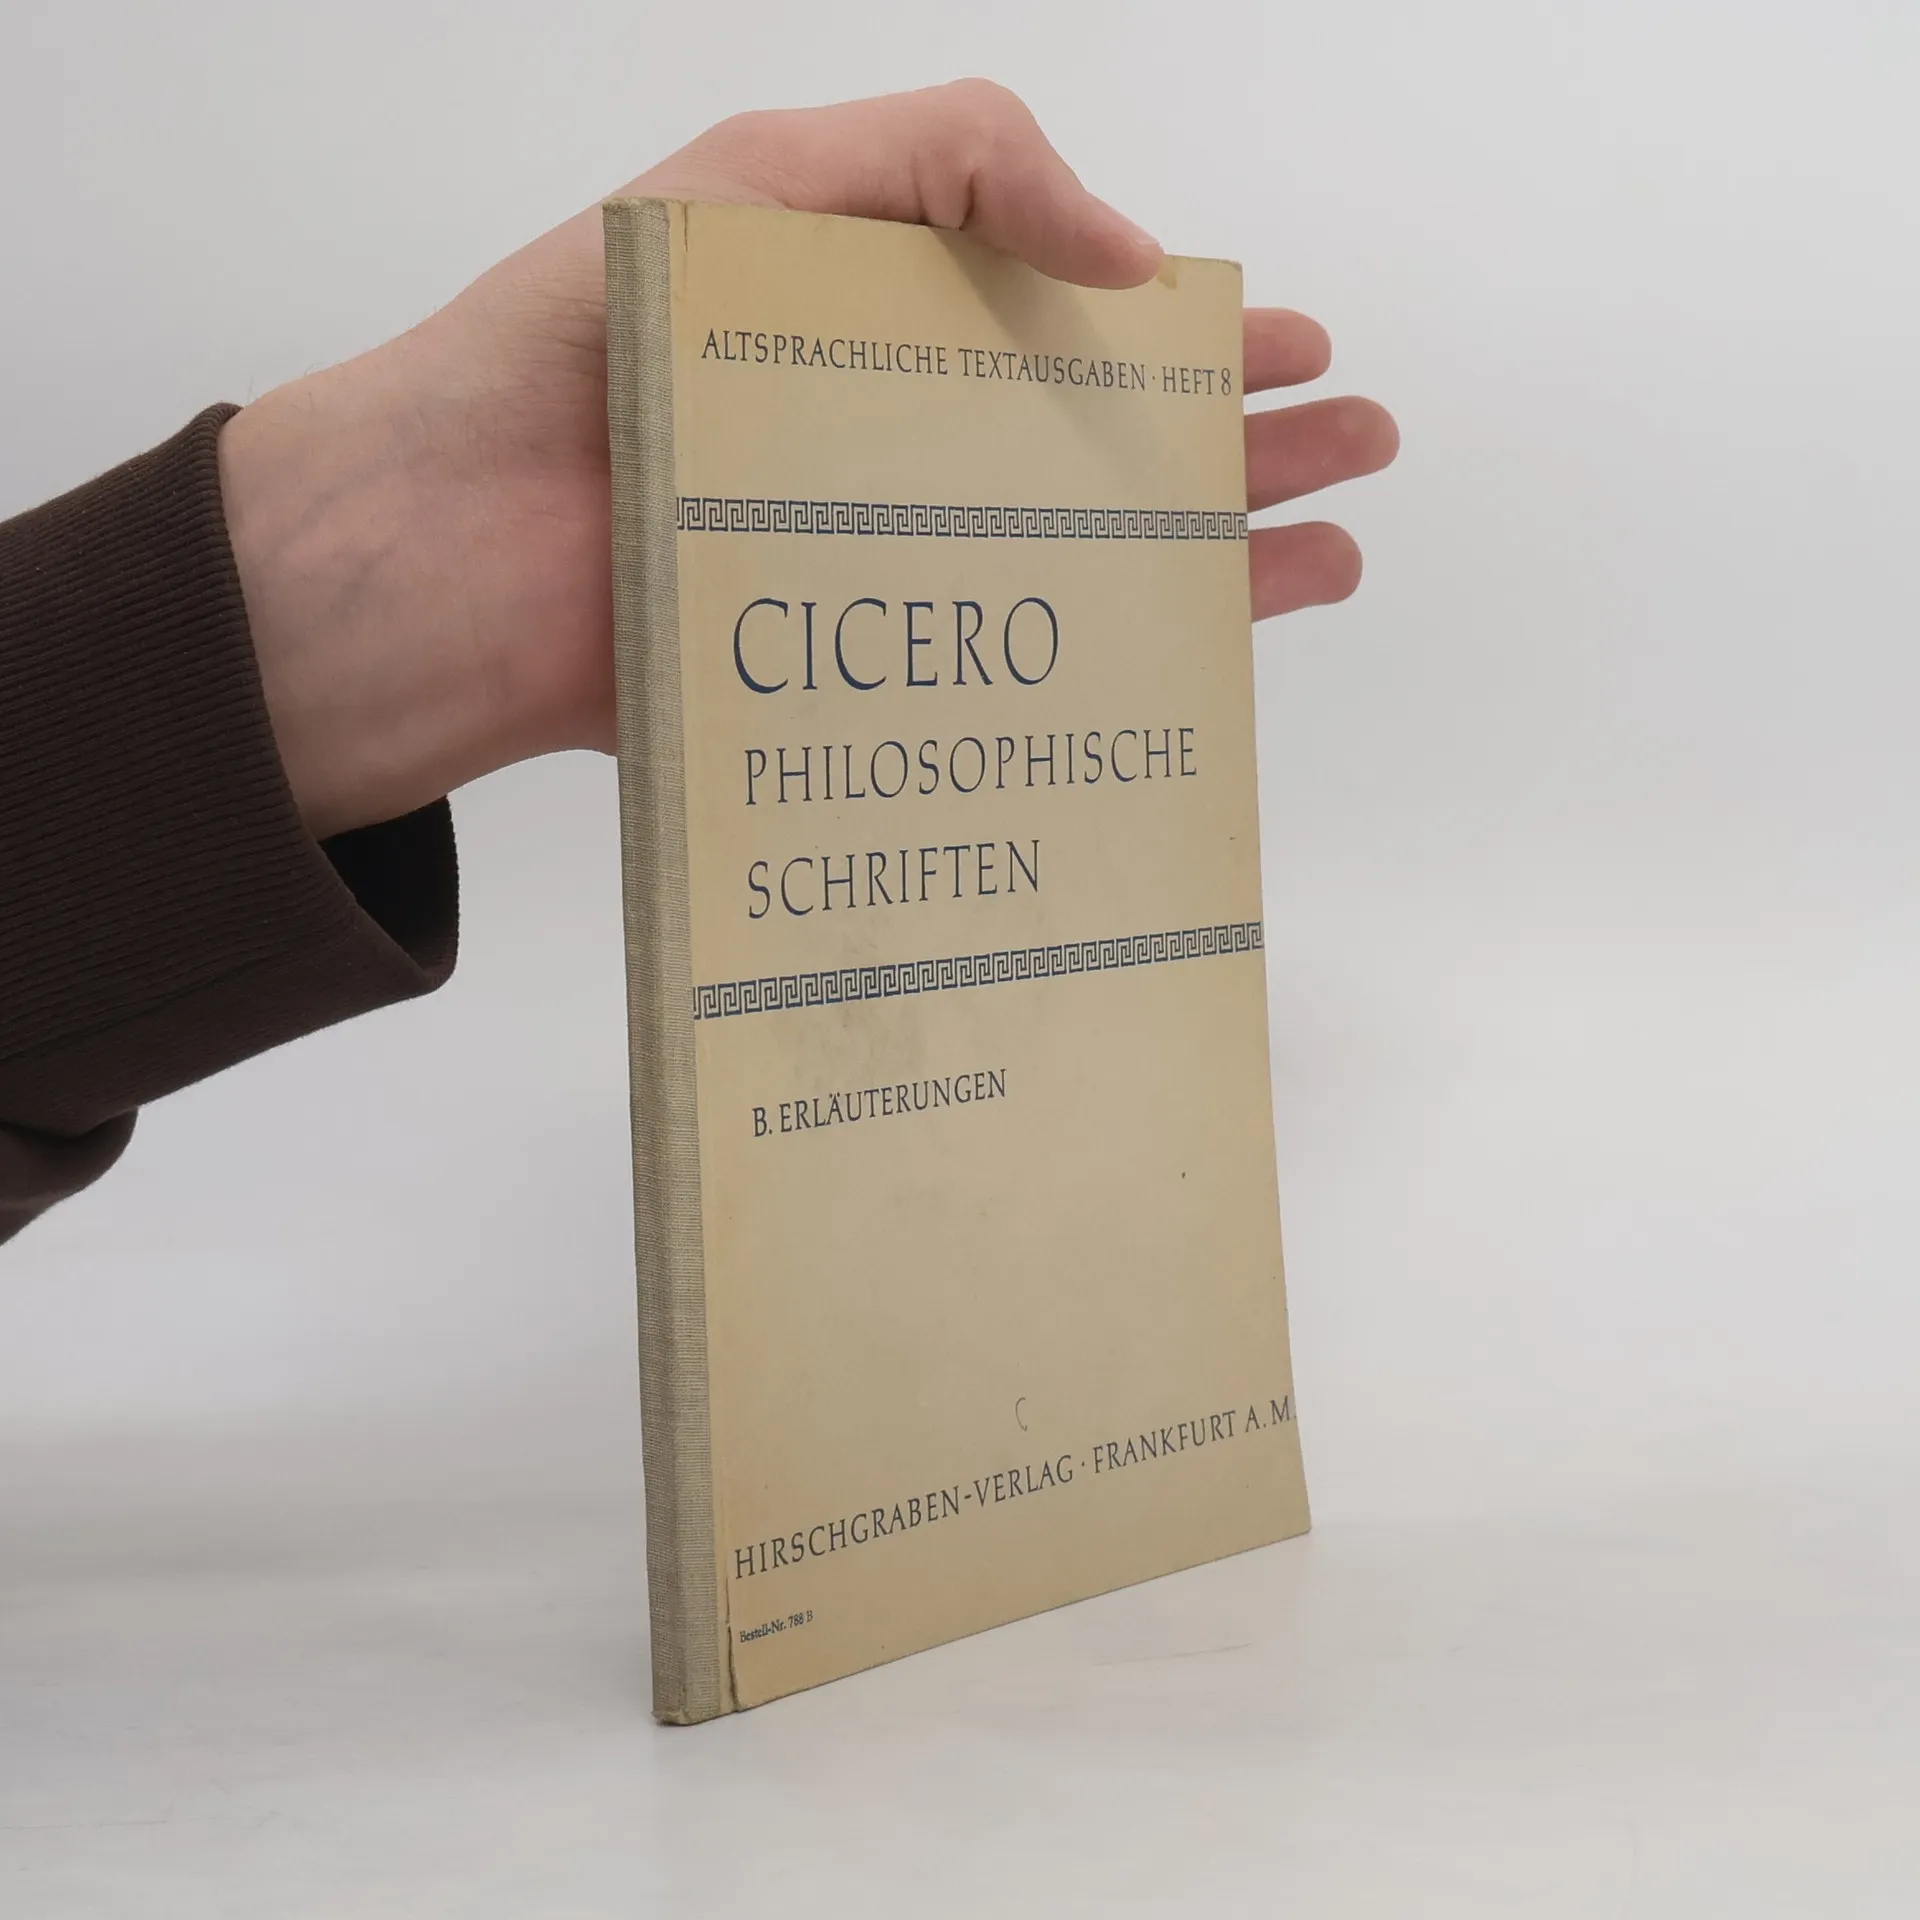 ALTSPRACHLICHE TEXTAUSGABEN · HEFT 8
CICERO
PHILOSOPHISCHE
SCHRIFTEN
B. ERLÄUTERUNGEN
HIRSCHGRABEN-VERLAG · FRANKFURT A. M.
Bestell-Nr. 788 B